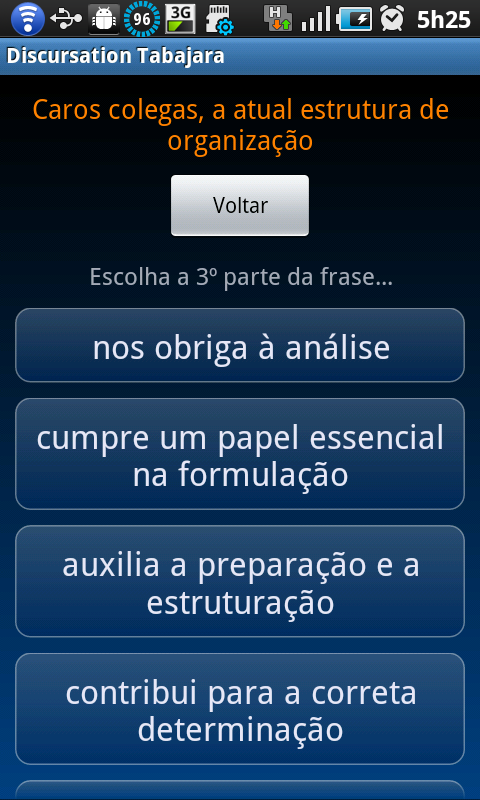 96
3G
H
5h25
Discursation Tabajara
Caros colegas, a atual estrutura de
organização
Voltar
Escolha a 3º parte da frase...
nos obriga à análise
cumpre um papel essencial
na formulação
auxilia a preparação e a
estruturação
contribui para a correta
determinação